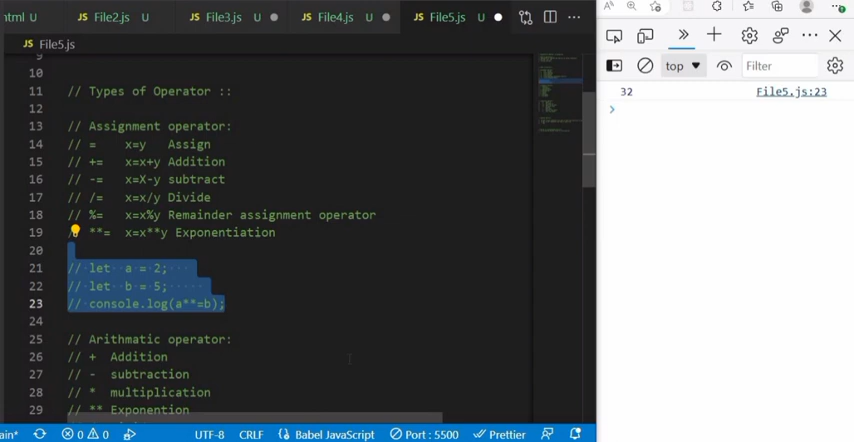 html U JS File2.js U JS File3.js U JS File4.js U JS File5.js U
JS File5.js
9
10
11 // Types of Operator ::
12
13 // Assignment operator:
14 // = x=y Assign
15 // += x=x+y Addition
16 // -= x=X-y subtract
17 // /= x=x/y Divide
18 // %= x=x%y Remainder assignment operator
19 // **= x=x**y Exponentiation
20
21 // let a = 2;
22 // let b = 5;
23 // console.log(a**=b);
24
25 // Arithmatic operator:
26 // + Addition
27 // - subtraction
28 // * multiplication
29 // ** Exponention
ain* 0 0 UTF-8 CRLF Babel JavaScript Port : 5500 Prettier
top Filter
32 File5.js:23